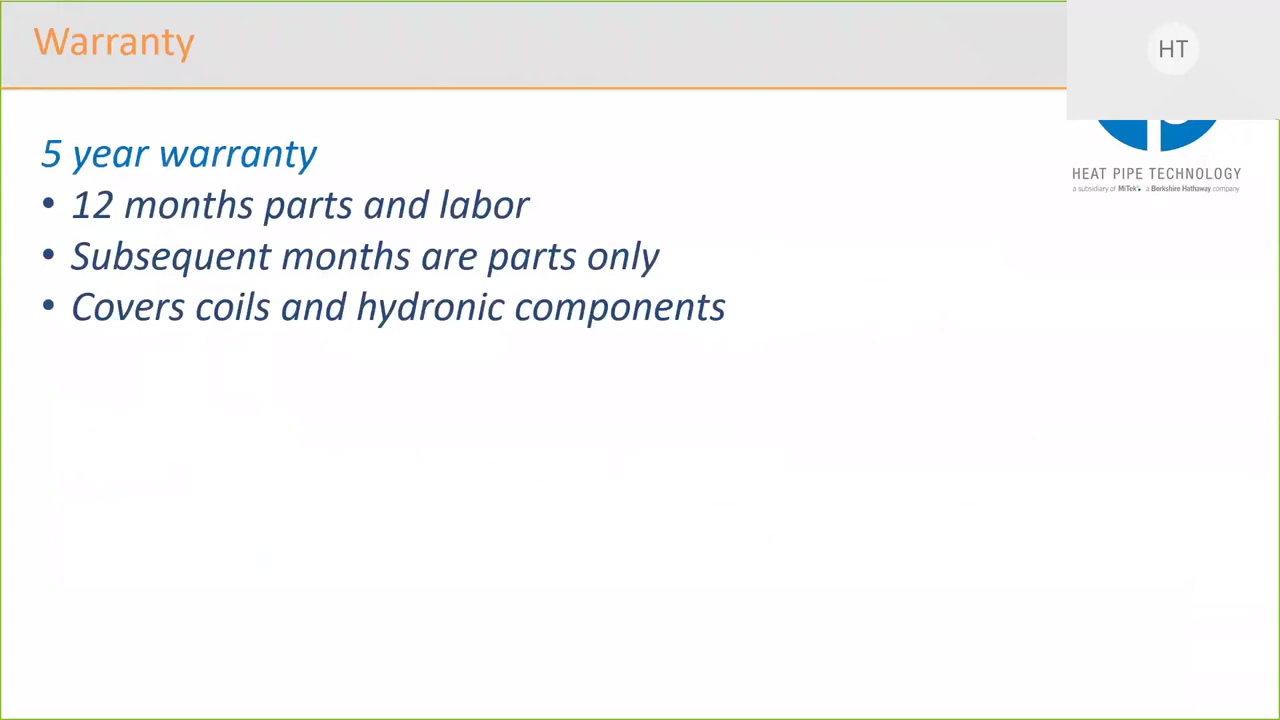 Warranty
HT
5 year warranty
• 12 months parts and labor
• Subsequent months are parts only
• Covers coils and hydronic components
HEAT PIPE TECHNOLOGY
a subsidiary of MiTek a Berkshire Hathaway company